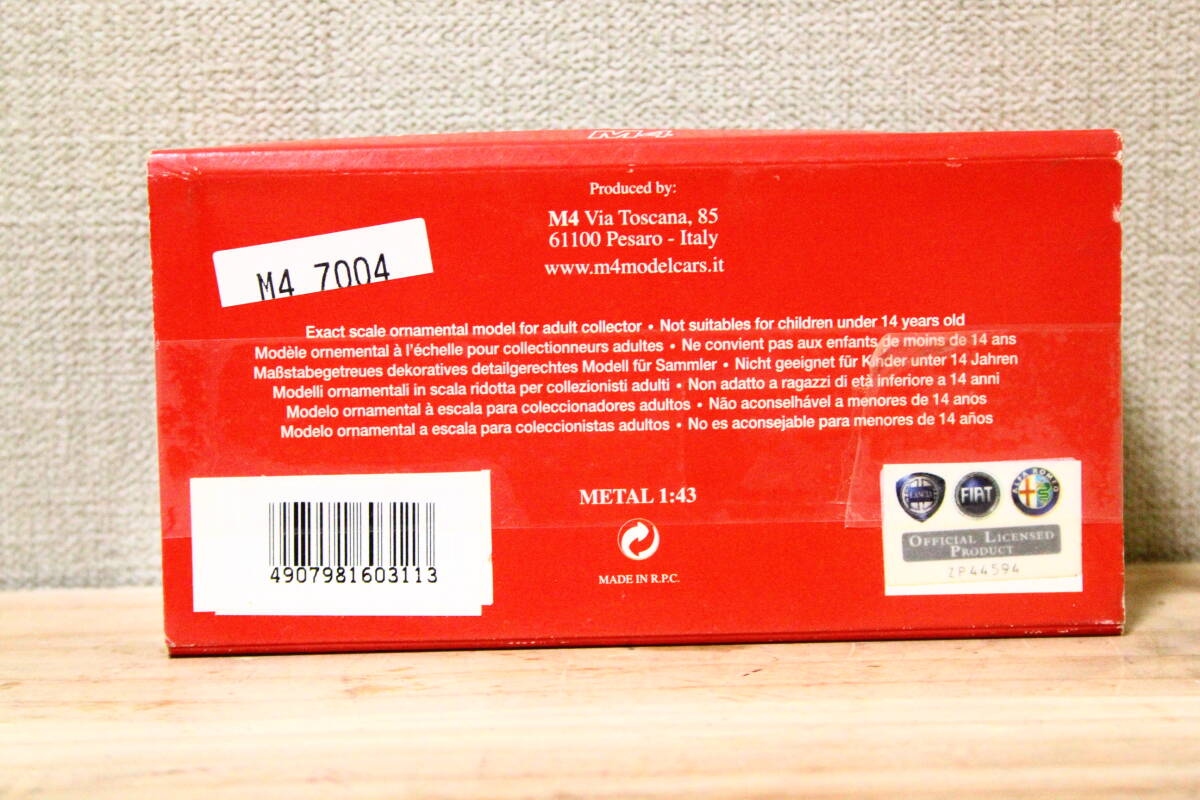 M4
Produced by:
M4 Via Toscana, 85
61100 Pesaro - Italy
www.m4modelcars.it
M4 7004
Exact scale ornamental model for adult collector • Not suitables for children under 14 years old
Modèle ornemental à l'échelle pour collectionneurs adultes • Ne convient pas aux enfants de moins de 14 ans
Maßstabegetreues dekoratives detailgerechtes Modell für Sammler • Nicht geeignet für Kinder unter 14 Jahren
Modelli ornamentali in scala ridotta per collezionisti adulti • Non adatto a ragazzi di età inferiore a 14 anni
Modelo ornamental à escala para coleccionadores adultos • Não aconselhável a menores de 14 anos
Modelo ornamental a escala para coleccionistas adultos • No es aconsejable para menores de 14 años
METAL 1:43
MADE IN R.P.C.
4907981603113
LANCIA
FIAT
ALFA ROMEO
OFFICIAL LICENSED
PRODUCT
ZP44594